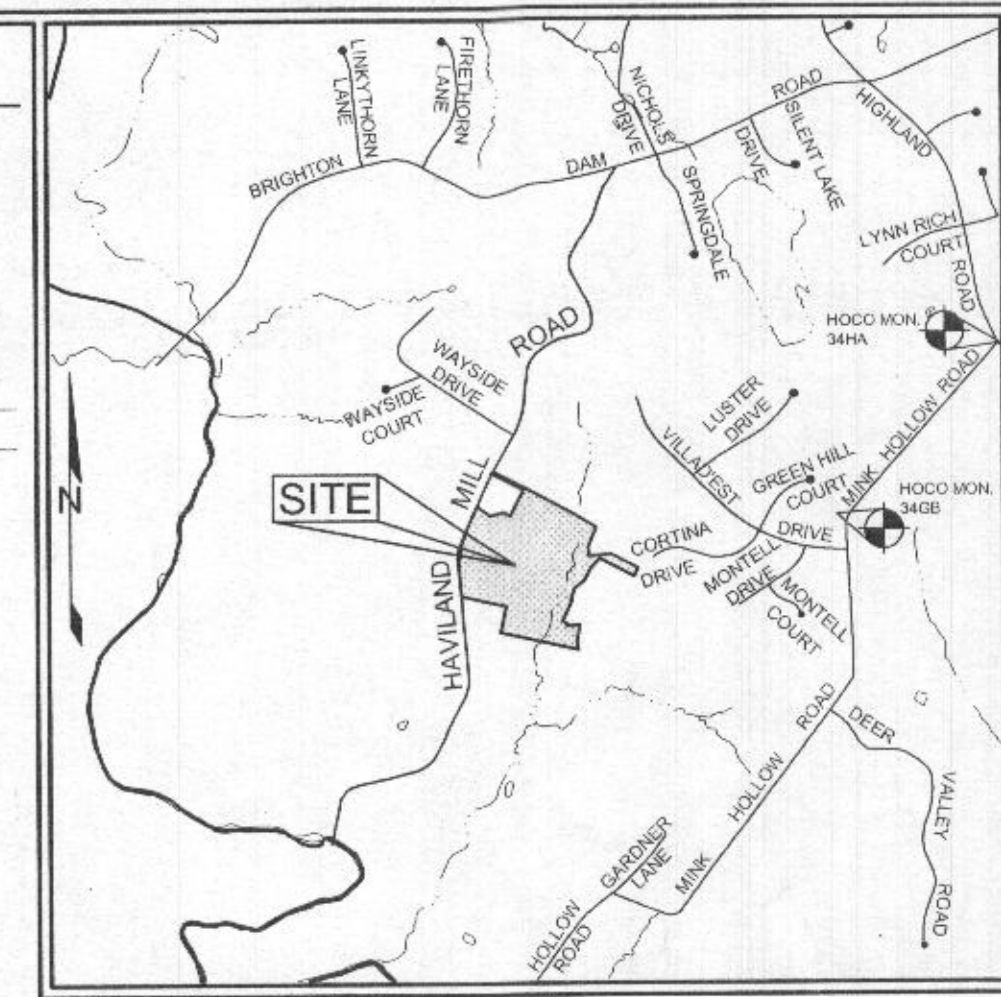 LINKYTHORN
LANE
FIRETHORN
LANE
NICHOLS
DRIVE
ROAD
SILENT LAKE
DRIVE
HIGHLAND
BRIGHTON
DAM
SPRINGDALE
LYNN RICH
COURT
ROAD
HOCO MON.
34HA
ROAD
WAYSIDE
DRIVE
WAYSIDE
COURT
LUSTER
DRIVE
VILLADEST
DRIVE
GREEN HILL
COURT
MINK HOLLOW ROAD
HOCO MON.
34GB
N
SITE
MILL
HAVILAND
CORTINA
DRIVE
MONTELL
DRIVE
MONTELL
COURT
ROAD
DEER
VALLEY
ROAD
HOLLOW
MINK
GARDNER
LANE
HOLLOW
ROAD